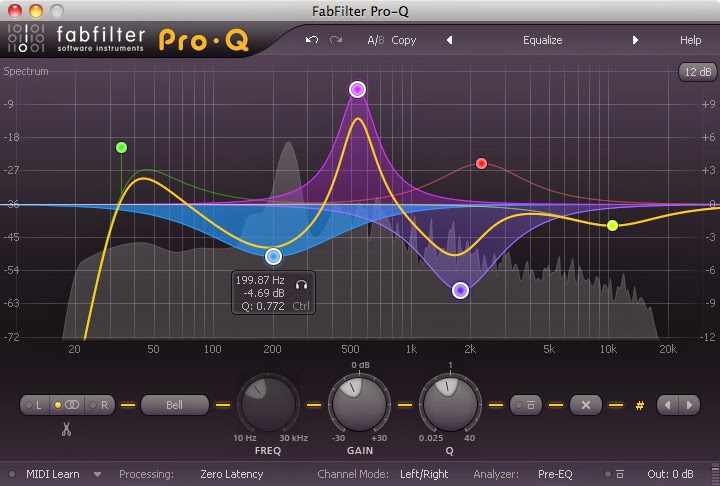 FabFilter Pro-Q
fabfilter
software instruments
Pro·Q
A/B Copy Equalize Help
Spectrum 12 dB
-9 +9
-18 +6
-27 +3
-36 0
-45 -3
-54 -6
-63 -9
-72 -12
199.87 Hz
-4.69 dB
Q: 0.772 Ctrl
20 50 100 200 500 1k 2k 5k 10k 20k
0 dB 1
L R Bell
10 Hz 30 kHz -30 +30 0.025 40
FREQ GAIN Q
MIDI Learn Processing: Zero Latency Channel Mode: Left/Right Analyzer: Pre-EQ Out: 0 dB